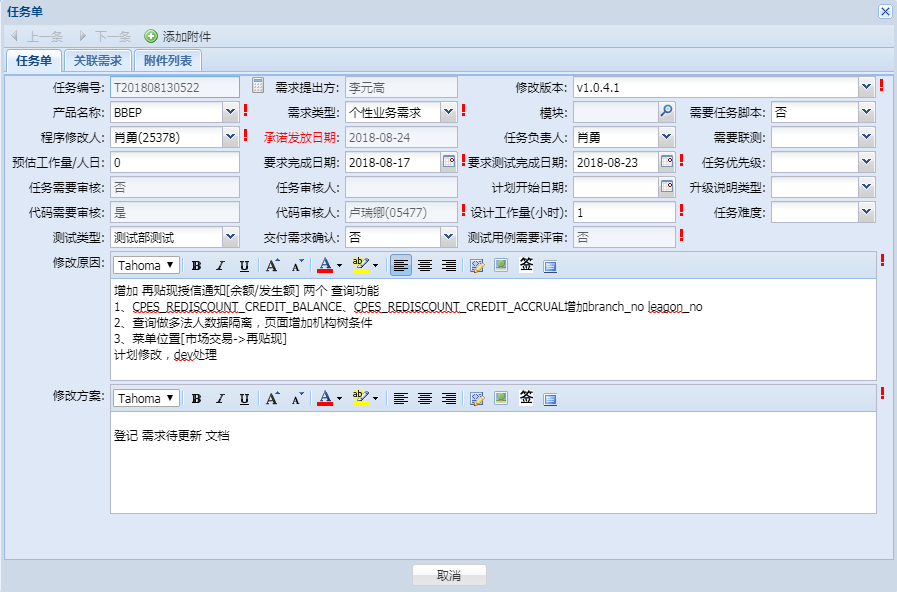 任务单
上一条 下一条 添加附件
任务单 关联需求 附件列表
任务编号: T201808130522 需求提出方: 李元高 修改版本: v1.0.4.1
产品名称: BBEP 需求类型: 个性业务需求 模块: 需要任务脚本: 否
程序修改人: 肖勇(25378) 承诺发放日期: 2018-08-24 任务负责人: 肖勇 需要联测:
预估工作量/人日: 0 要求完成日期: 2018-08-17 要求测试完成日期: 2018-08-23 任务优先级:
任务需要审核: 否 任务审核人: 计划开始日期: 升级说明类型:
代码需要审核: 是 代码审核人: 卢瑞卿(05477) 设计工作量(小时): 1 任务难度:
测试类型: 测试部测试 交付需求确认: 否 测试用例需要评审: 否
修改原因: Tahoma B I U A A A ab 签
增加 再贴现授信通知[余额/发生额] 两个 查询功能
1、CPES_REDISCOUNT_CREDIT_BALANCE、CPES_REDISCOUNT_CREDIT_ACCRUAL增加branch_no leagon_no
2、查询做多法人数据隔离，页面增加机构树条件
3、菜单位置[市场交易->再贴现]
计划修改，dev处理
修改方案: Tahoma B I U A A A ab 签
登记 需求待更新 文档
取消